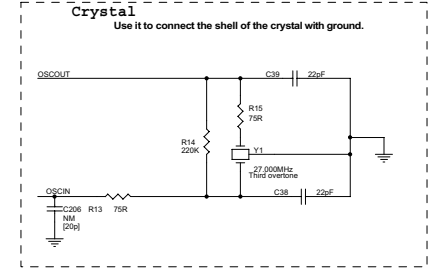 Crystal
Use it to connect the shell of the crystal with ground.
OSCOUT
C39 22pF
R15
75R
R14
220K
Y1
27.000MHz
Third overtone
OSCIN
C38 22pF
C206 R13 75R
NM
[20p]